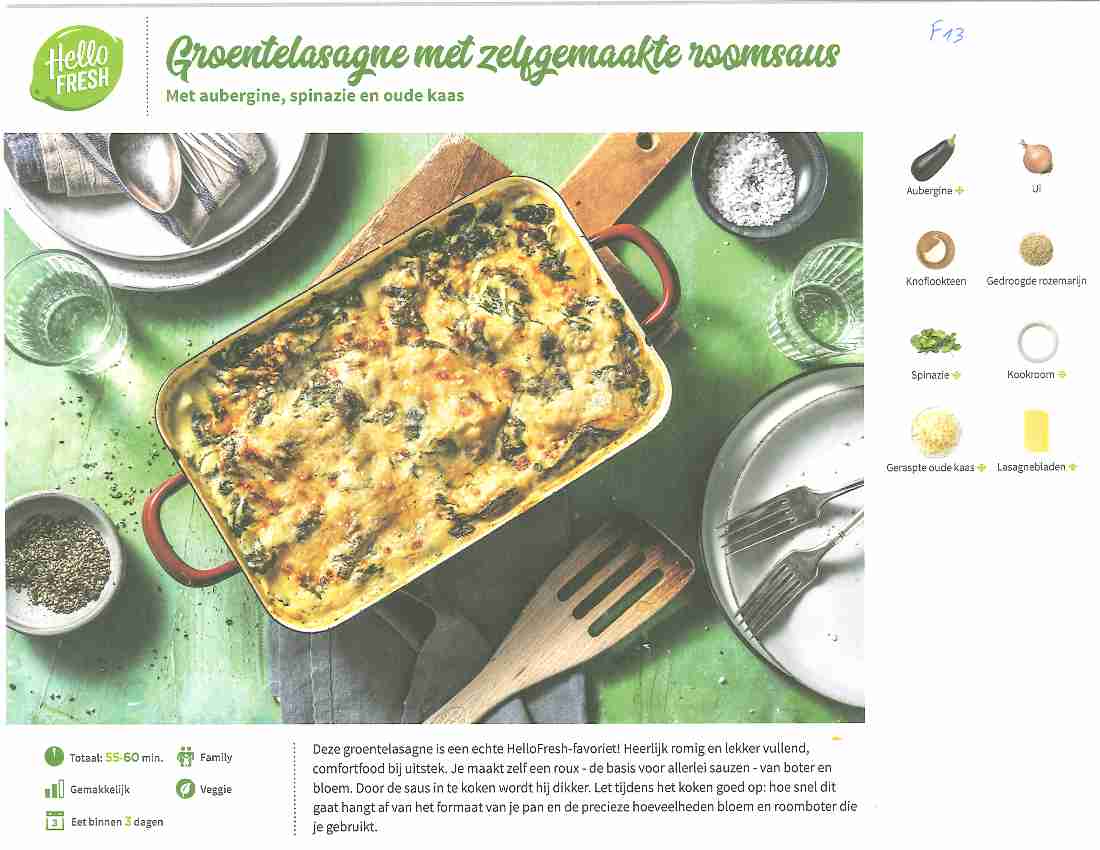 Hello
FRESH
Groentelasagne met zelfgemaakte roomsaus
Met aubergine, spinazie en oude kaas
F13
Aubergine
Ui
Knoflookteen
Gedroogde rozemarijn
Spinazie
Kookroom
Geraspte oude kaas
Lasagnebladen
Totaal: 55-60 min.
Family
Gemakkelijk
Veggie
3
Eet binnen 3 dagen
Deze groentelasagne is een echte HelloFresh-favoriet! Heerlijk romig en lekker vullend,
comfortfood bij uitstek. Je maakt zelf een roux - de basis voor allerlei sauzen - van boter en
bloem. Door de saus in te koken wordt hij dikker. Let tijdens het koken goed op: hoe snel dit
gaat hangt af van het formaat van je pan en de precieze hoeveelheden bloem en roomboter die
je gebruikt.